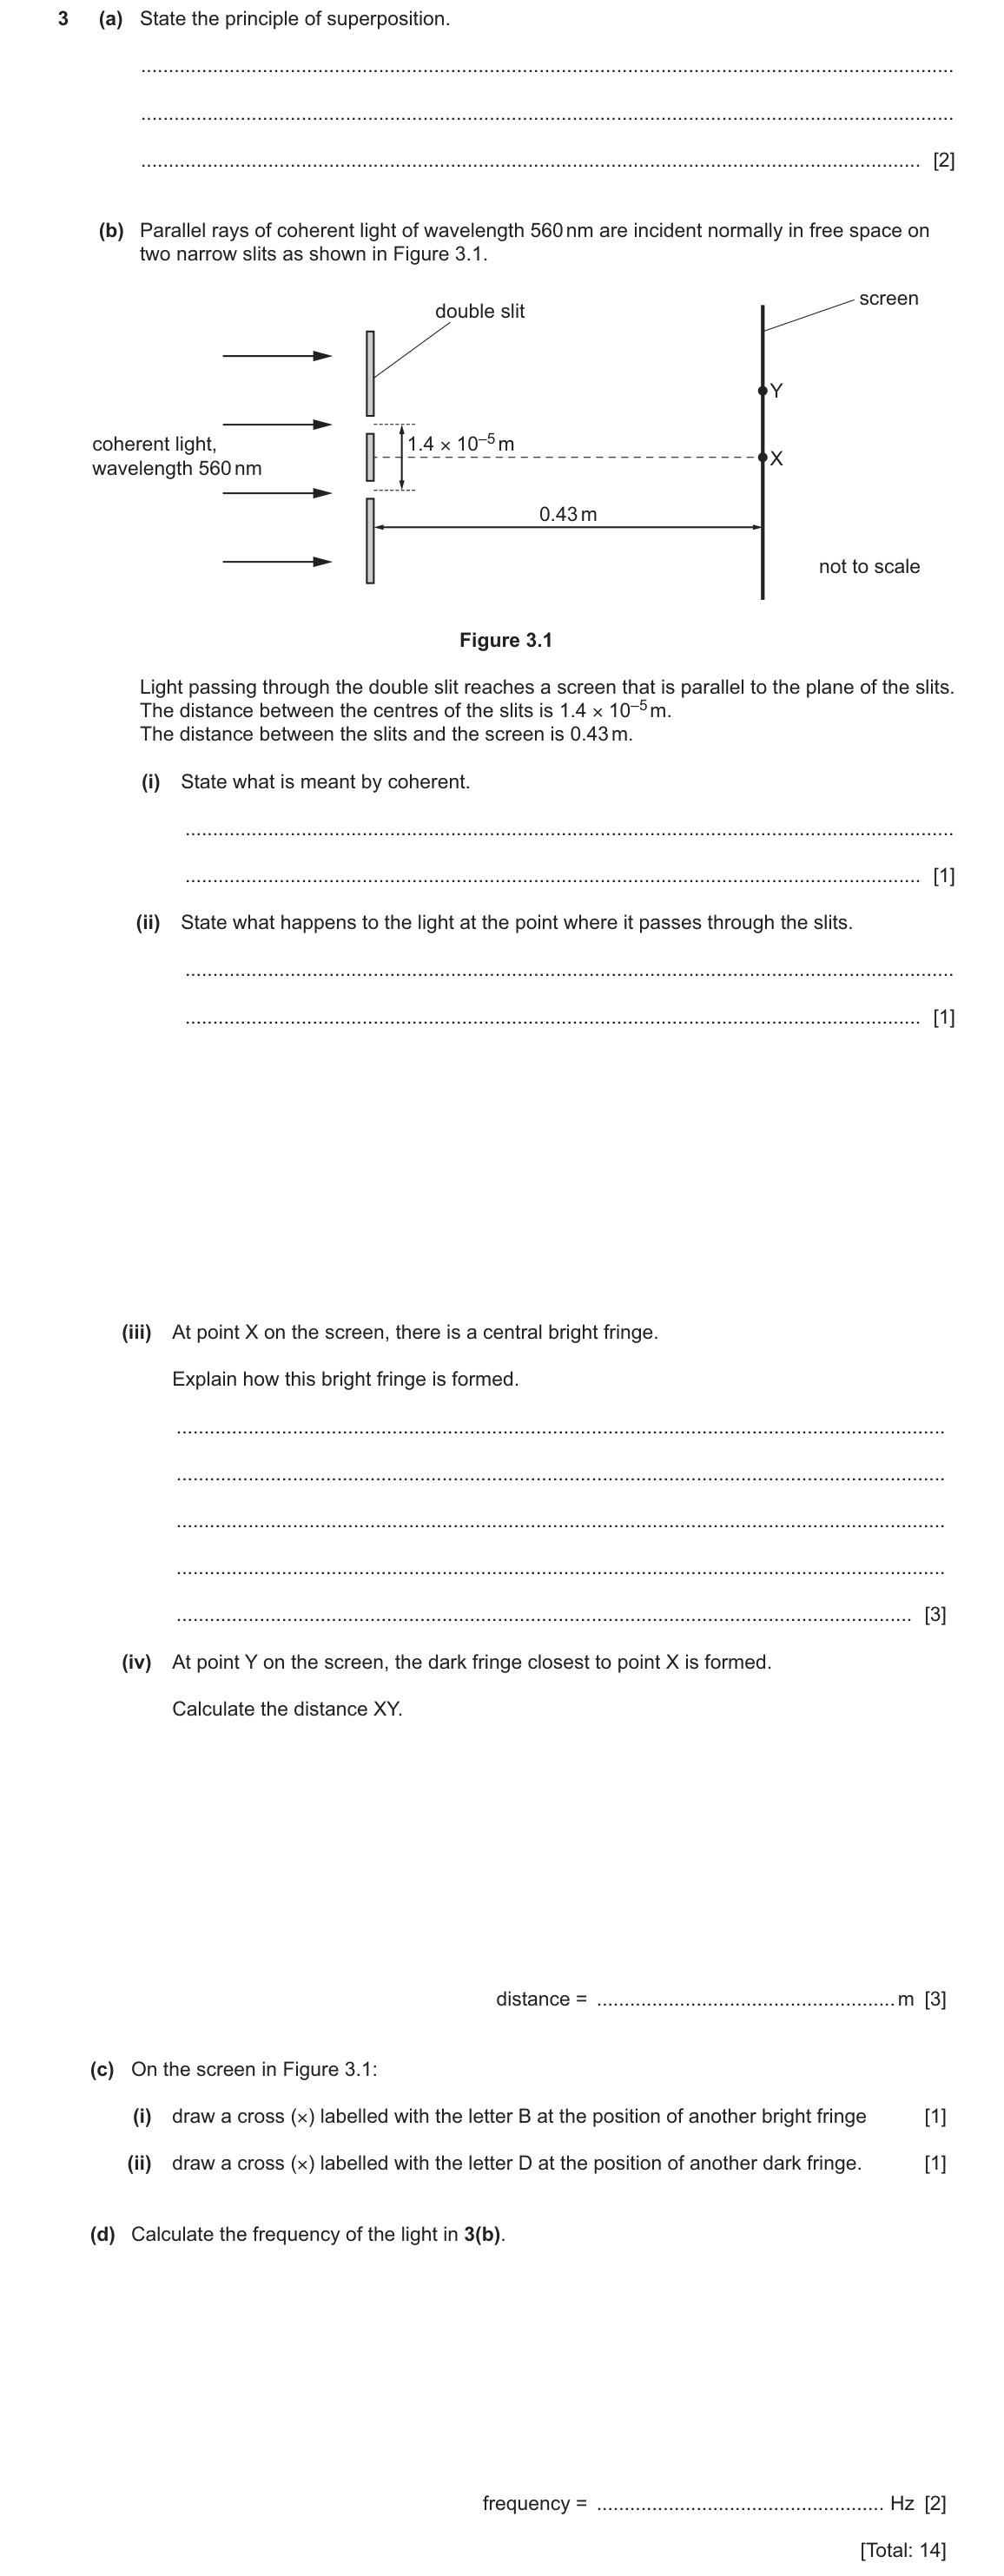 3 (a) State the principle of superposition.
..........................................................................................
..........................................................................................
.......................................................................................... [2]
(b) Parallel rays of coherent light of wavelength 560 nm are incident normally in free space on
two narrow slits as shown in Figure 3.1.
screen
double slit
Y
coherent light,
wavelength 560 nm
1.4 × 10⁻⁵ m
X
0.43 m
not to scale
Figure 3.1
Light passing through the double slit reaches a screen that is parallel to the plane of the slits.
The distance between the centres of the slits is 1.4 × 10⁻⁵ m.
The distance between the slits and the screen is 0.43 m.
(i) State what is meant by coherent.
..........................................................................................
.......................................................................................... [1]
(ii) State what happens to the light at the point where it passes through the slits.
..........................................................................................
.......................................................................................... [1]
(iii) At point X on the screen, there is a central bright fringe.
Explain how this bright fringe is formed.
..........................................................................................
..........................................................................................
..........................................................................................
..........................................................................................
.......................................................................................... [3]
(iv) At point Y on the screen, the dark fringe closest to point X is formed.
Calculate the distance XY.
distance = ...................................................... m [3]
(c) On the screen in Figure 3.1:
(i) draw a cross (×) labelled with the letter B at the position of another bright fringe [1]
(ii) draw a cross (×) labelled with the letter D at the position of another dark fringe. [1]
(d) Calculate the frequency of the light in 3(b).
frequency = .................................................... Hz [2]
[Total: 14]